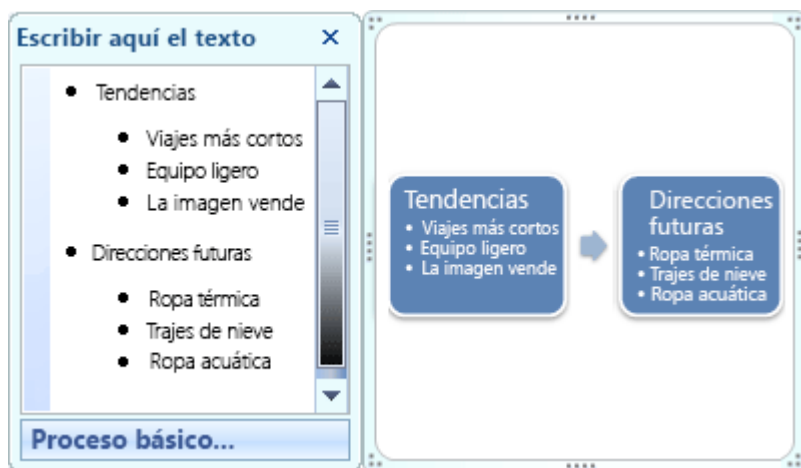 Escribir aquí el texto
• Tendencias
• Viajes más cortos
• Equipo ligero
• La imagen vende
• Direcciones futuras
• Ropa térmica
• Trajes de nieve
• Ropa acuática
Proceso básico...
Tendencias
• Viajes más cortos
• Equipo ligero
• La imagen vende
Direcciones
futuras
• Ropa térmica
• Trajes de nieve
• Ropa acuática